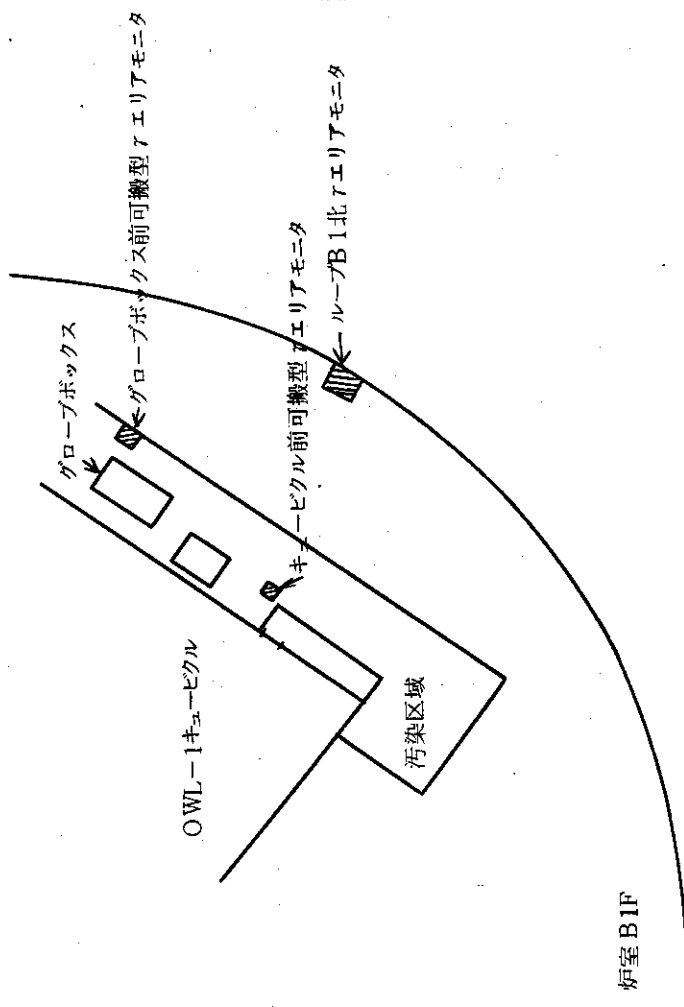 グローブボックス
グローブボックス前可搬型γエリアモニタ
ループB1北γエリアモニタ
キュービクル前可搬型γエリアモニタ
OWL-1キュービクル
汚染区域
炉室B1F